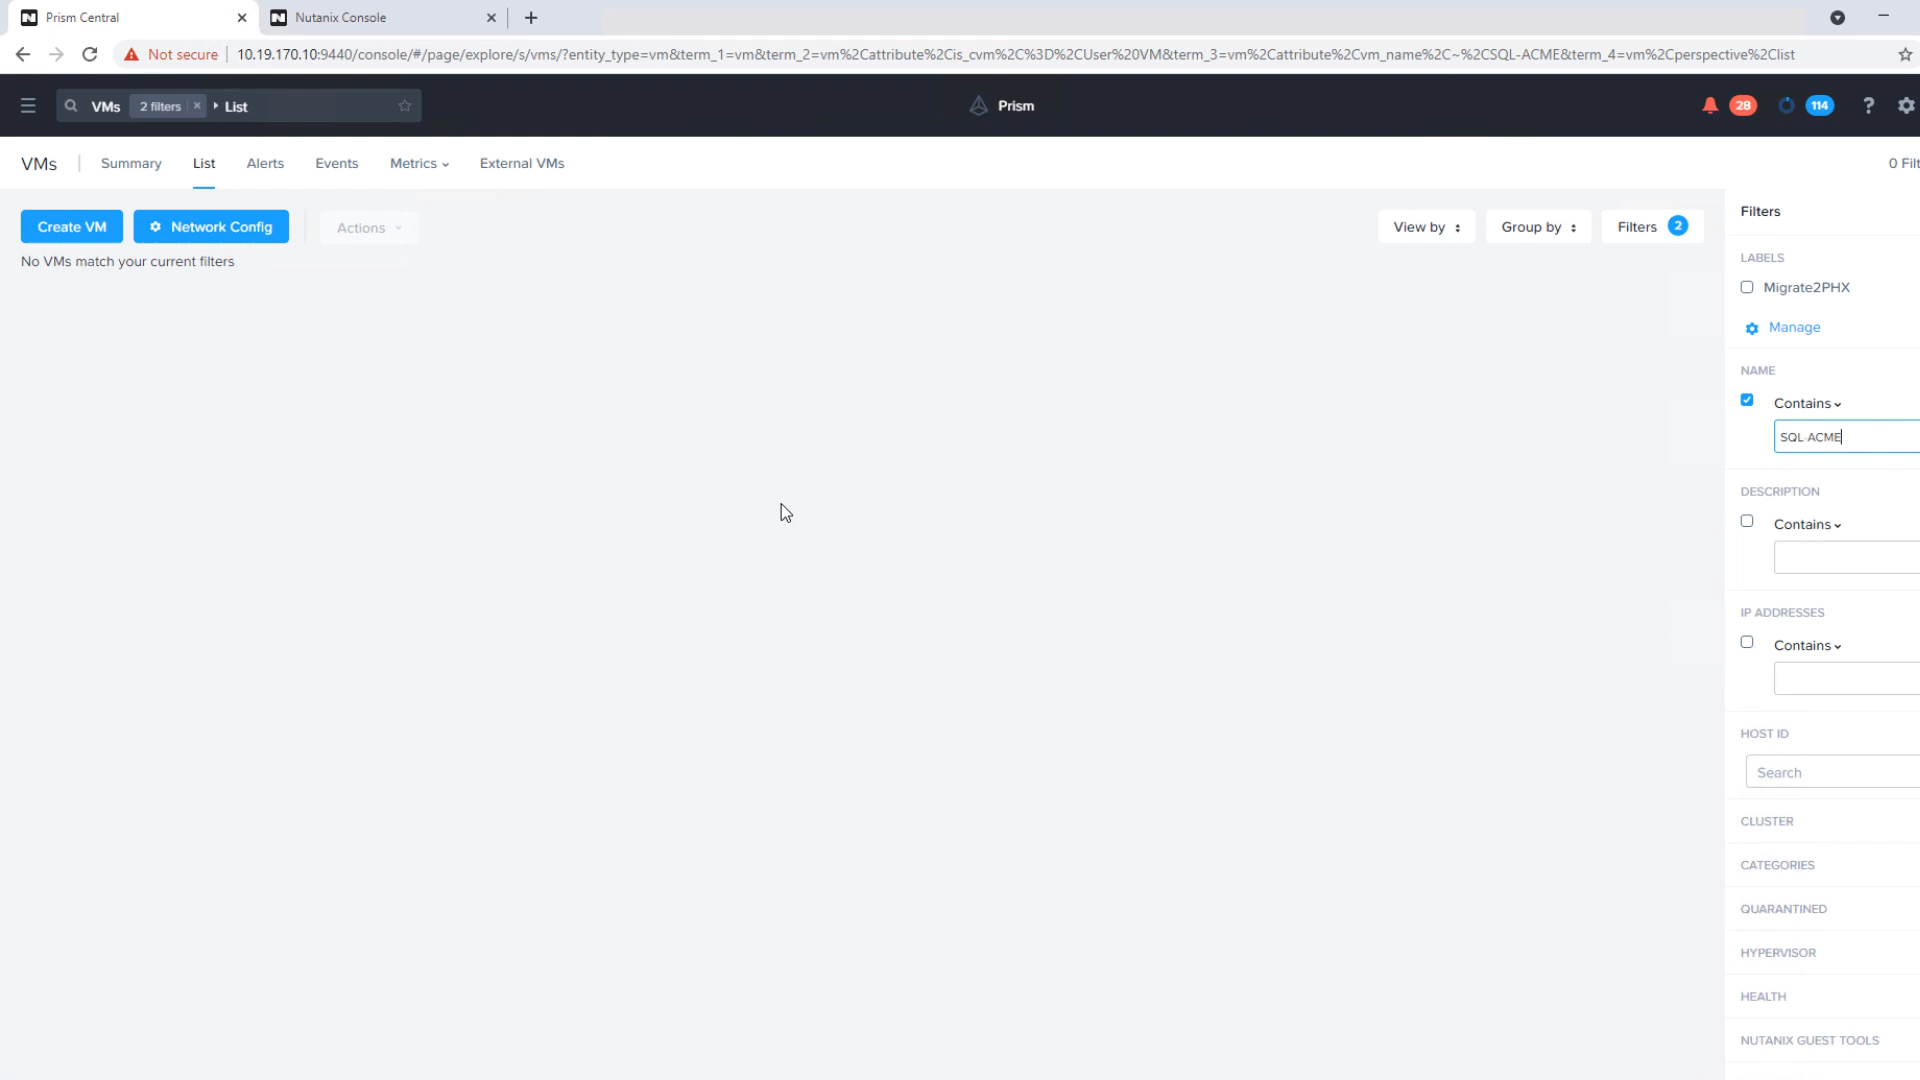 Prism Central
Nutanix Console
Not secure
10.19.170.10:9440/console/#/page/explore/s/vms/?entity_type=vm&term_1=vm&term_2=vm%2Cattribute%2Cis_cvm%2C%3D%2CUser%20VM&term_3=vm%2Cattribute%2Cvm_name%2C~%2CSQL-ACME&term_4=vm%2Cperspective%2Clist
VMs
2 filters
List
Prism
28
114
?
VMs
Summary
List
Alerts
Events
Metrics
External VMs
0 Filt
Create VM
Network Config
Actions
View by
Group by
Filters 2
No VMs match your current filters
Filters
LABELS
Migrate2PHX
Manage
NAME
Contains
SQL-ACME
DESCRIPTION
Contains
IP ADDRESSES
Contains
HOST ID
Search
CLUSTER
CATEGORIES
QUARANTINED
HYPERVISOR
HEALTH
NUTANIX GUEST TOOLS